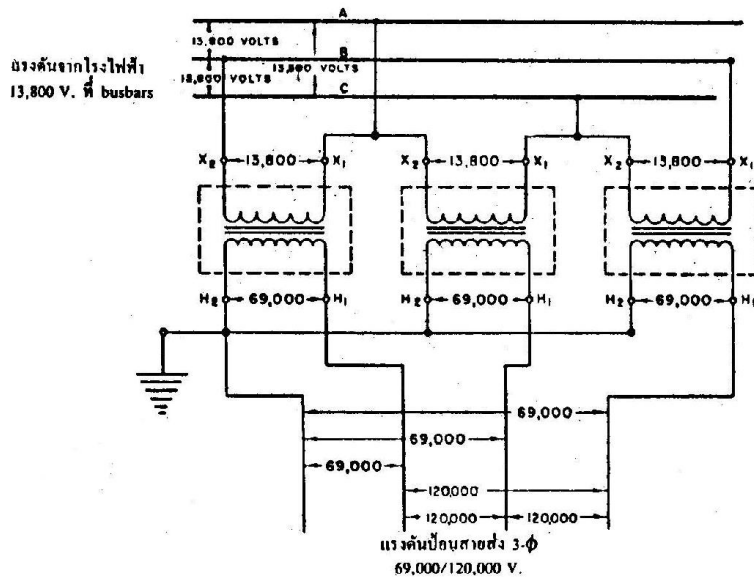 A
13,800 VOLTS
B
แรงดันจากโรงไฟฟ้า
13,800 VOLTS
13,800 VOLTS
13,800 V. ที่ busbars
C
X2 13,800 X1
X2 13,800 X1
X2 13,800 X1
H2 69,000 H1
H2 69,000 H1
H2 69,000 H1
69,000
69,000
69,000
120,000
120,000 120,000
แรงดันป้อนสายส่ง 3-ϕ
69,000/120,000 V.